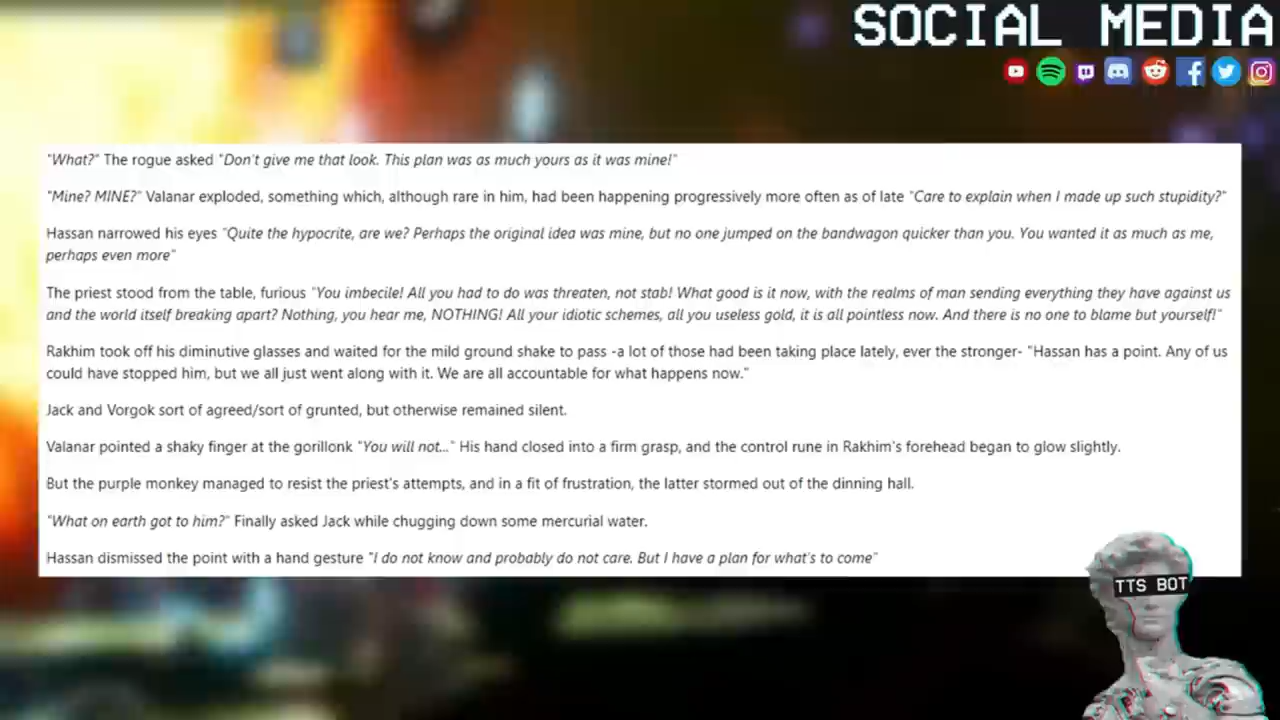 SOCIAL MEDIA
"What?" The rogue asked "Don't give me that look. This plan was as much yours as it was mine!"
"Mine? MINE?" Valanar exploded, something which, although rare in him, had been happening progressively more often as of late "Care to explain when I made up such stupidity?"
Hassan narrowed his eyes "Quite the hypocrite, are we? Perhaps the original idea was mine, but no one jumped on the bandwagon quicker than you. You wanted it as much as me,
perhaps even more"
The priest stood from the table, furious "You imbecile! All you had to do was threaten, not stab! What good is it now, with the realms of man sending everything they have against us
and the world itself breaking apart? Nothing, you hear me, NOTHING! All your idiotic schemes, all you useless gold, it is all pointless now. And there is no one to blame but yourself!"
Rakhim took off his diminutive glasses and waited for the mild ground shake to pass -a lot of those had been taking place lately, ever the stronger- "Hassan has a point. Any of us
could have stopped him, but we all just went along with it. We are all accountable for what happens now."
Jack and Vorgok sort of agreed/sort of grunted, but otherwise remained silent.
Valanar pointed a shaky finger at the gorillonk "You will not..." His hand closed into a firm grasp, and the control rune in Rakhim's forehead began to glow slightly.
But the purple monkey managed to resist the priest's attempts, and in a fit of frustration, the latter stormed out of the dinning hall.
"What on earth got to him?" Finally asked Jack while chugging down some mercurial water.
Hassan dismissed the point with a hand gesture "I do not know and probably do not care. But I have a plan for what's to come"
TTS BOT